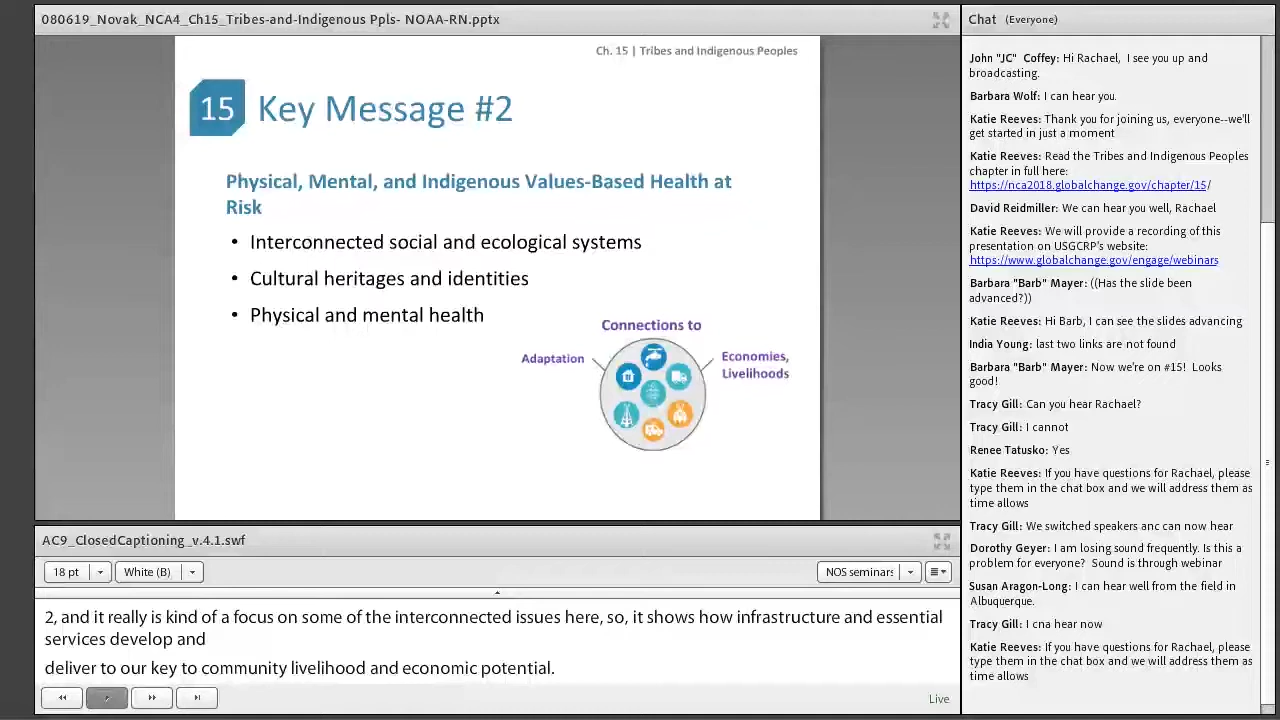 080619_Novak_NCA4_Ch15_Tribes-and-Indigenous Ppls- NOAA-RN.pptx
Ch. 15 | Tribes and Indigenous Peoples
15 Key Message #2
Physical, Mental, and Indigenous Values-Based Health at
Risk
• Interconnected social and ecological systems
• Cultural heritages and identities
• Physical and mental health
Connections to
Adaptation
Economies,
Livelihoods
AC9_ClosedCaptioning_v.4.1.swf
18 pt
White (B)
NOS seminars
2, and it really is kind of a focus on some of the interconnected issues here, so, it shows how infrastructure and essential
services develop and
deliver to our key to community livelihood and economic potential.
Live
Chat (Everyone)
John "JC" Coffey: Hi Rachael, I see you up and
broadcasting.
Barbara Wolf: I can hear you.
Katie Reeves: Thank you for joining us, everyone--we'll
get started in just a moment
Katie Reeves: Read the Tribes and Indigenous Peoples
chapter in full here:
https://nca2018.globalchange.gov/chapter/15/
David Reidmiller: We can hear you well, Rachael
Katie Reeves: We will provide a recording of this
presentation on USGCRP's website:
https://www.globalchange.gov/engage/webinars
Barbara "Barb" Mayer: ((Has the slide been
advanced?))
Katie Reeves: Hi Barb, I can see the slides advancing
India Young: last two links are not found
Barbara "Barb" Mayer: Now we're on #15! Looks
good!
Tracy Gill: Can you hear Rachel?
Tracy Gill: I cannot
Renee Tatusko: Yes
Katie Reeves: If you have questions for Rachael, please
type them in the chat box and we will address them as
time allows
Tracy Gill: We switched speakers anc can now hear
Dorothy Geyer: I am losing sound frequently. Is this a
problem for everyone? Sound is through webinar
Susan Aragon-Long: I can hear well from the field in
Albuquerque.
Tracy Gill: I cna hear now
Katie Reeves: If you have questions for Rachael, please
type them in the chat box and we will address them as
time allows